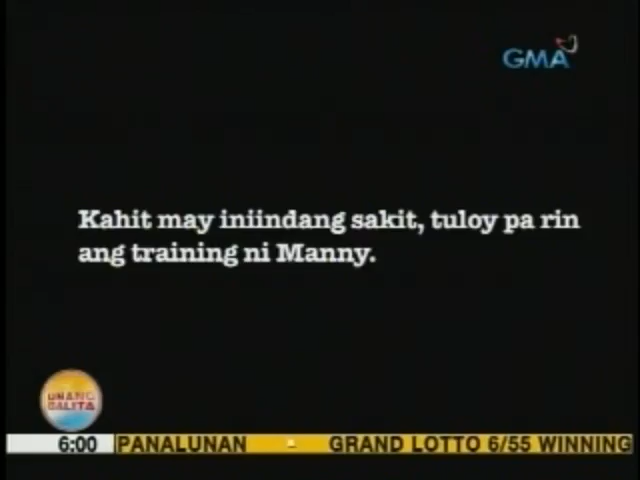 GMA
Kahit may iniindang sakit, tuloy pa rin
ang training ni Manny.
UNANG
BALITA
6:00 PANALUNAN - GRAND LOTTO 6/55 WINNING